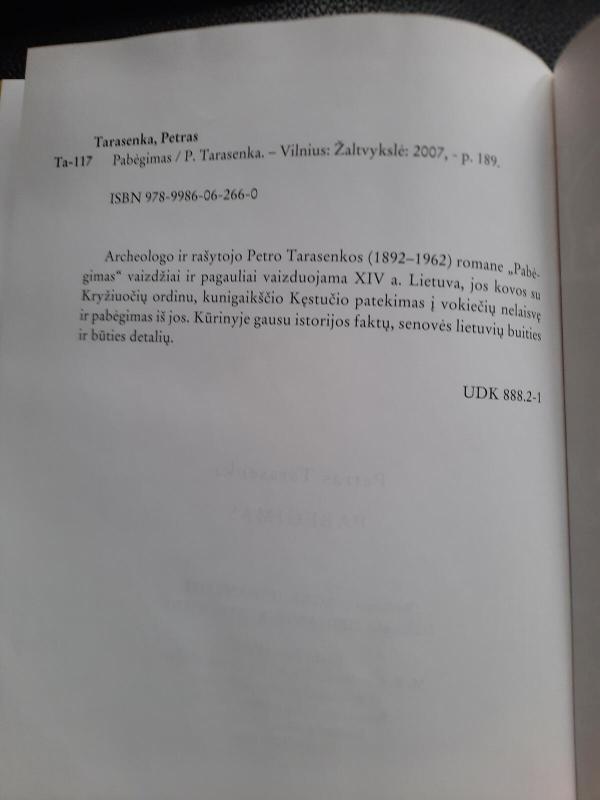 Tarasenka, Petras
Ta-117 Pabėgimas / P. Tarasenka. – Vilnius: Žaltvykslė: 2007, - p. 189.
ISBN 978-9986-06-266-0
Archeologo ir rašytojo Petro Tarasenkos (1892–1962) romane „Pabė-
gimas“ vaizdžiai ir pagauliai vaizduojama XIV a. Lietuva, jos kovos su
Kryžiuočių ordinu, kunigaikščio Kęstučio patekimas į vokiečių nelaisvę
ir pabėgimas iš jos. Kūrinyje gausu istorijos faktų, senovės lietuvių buities
ir būties detalių.
UDK 888.2-1